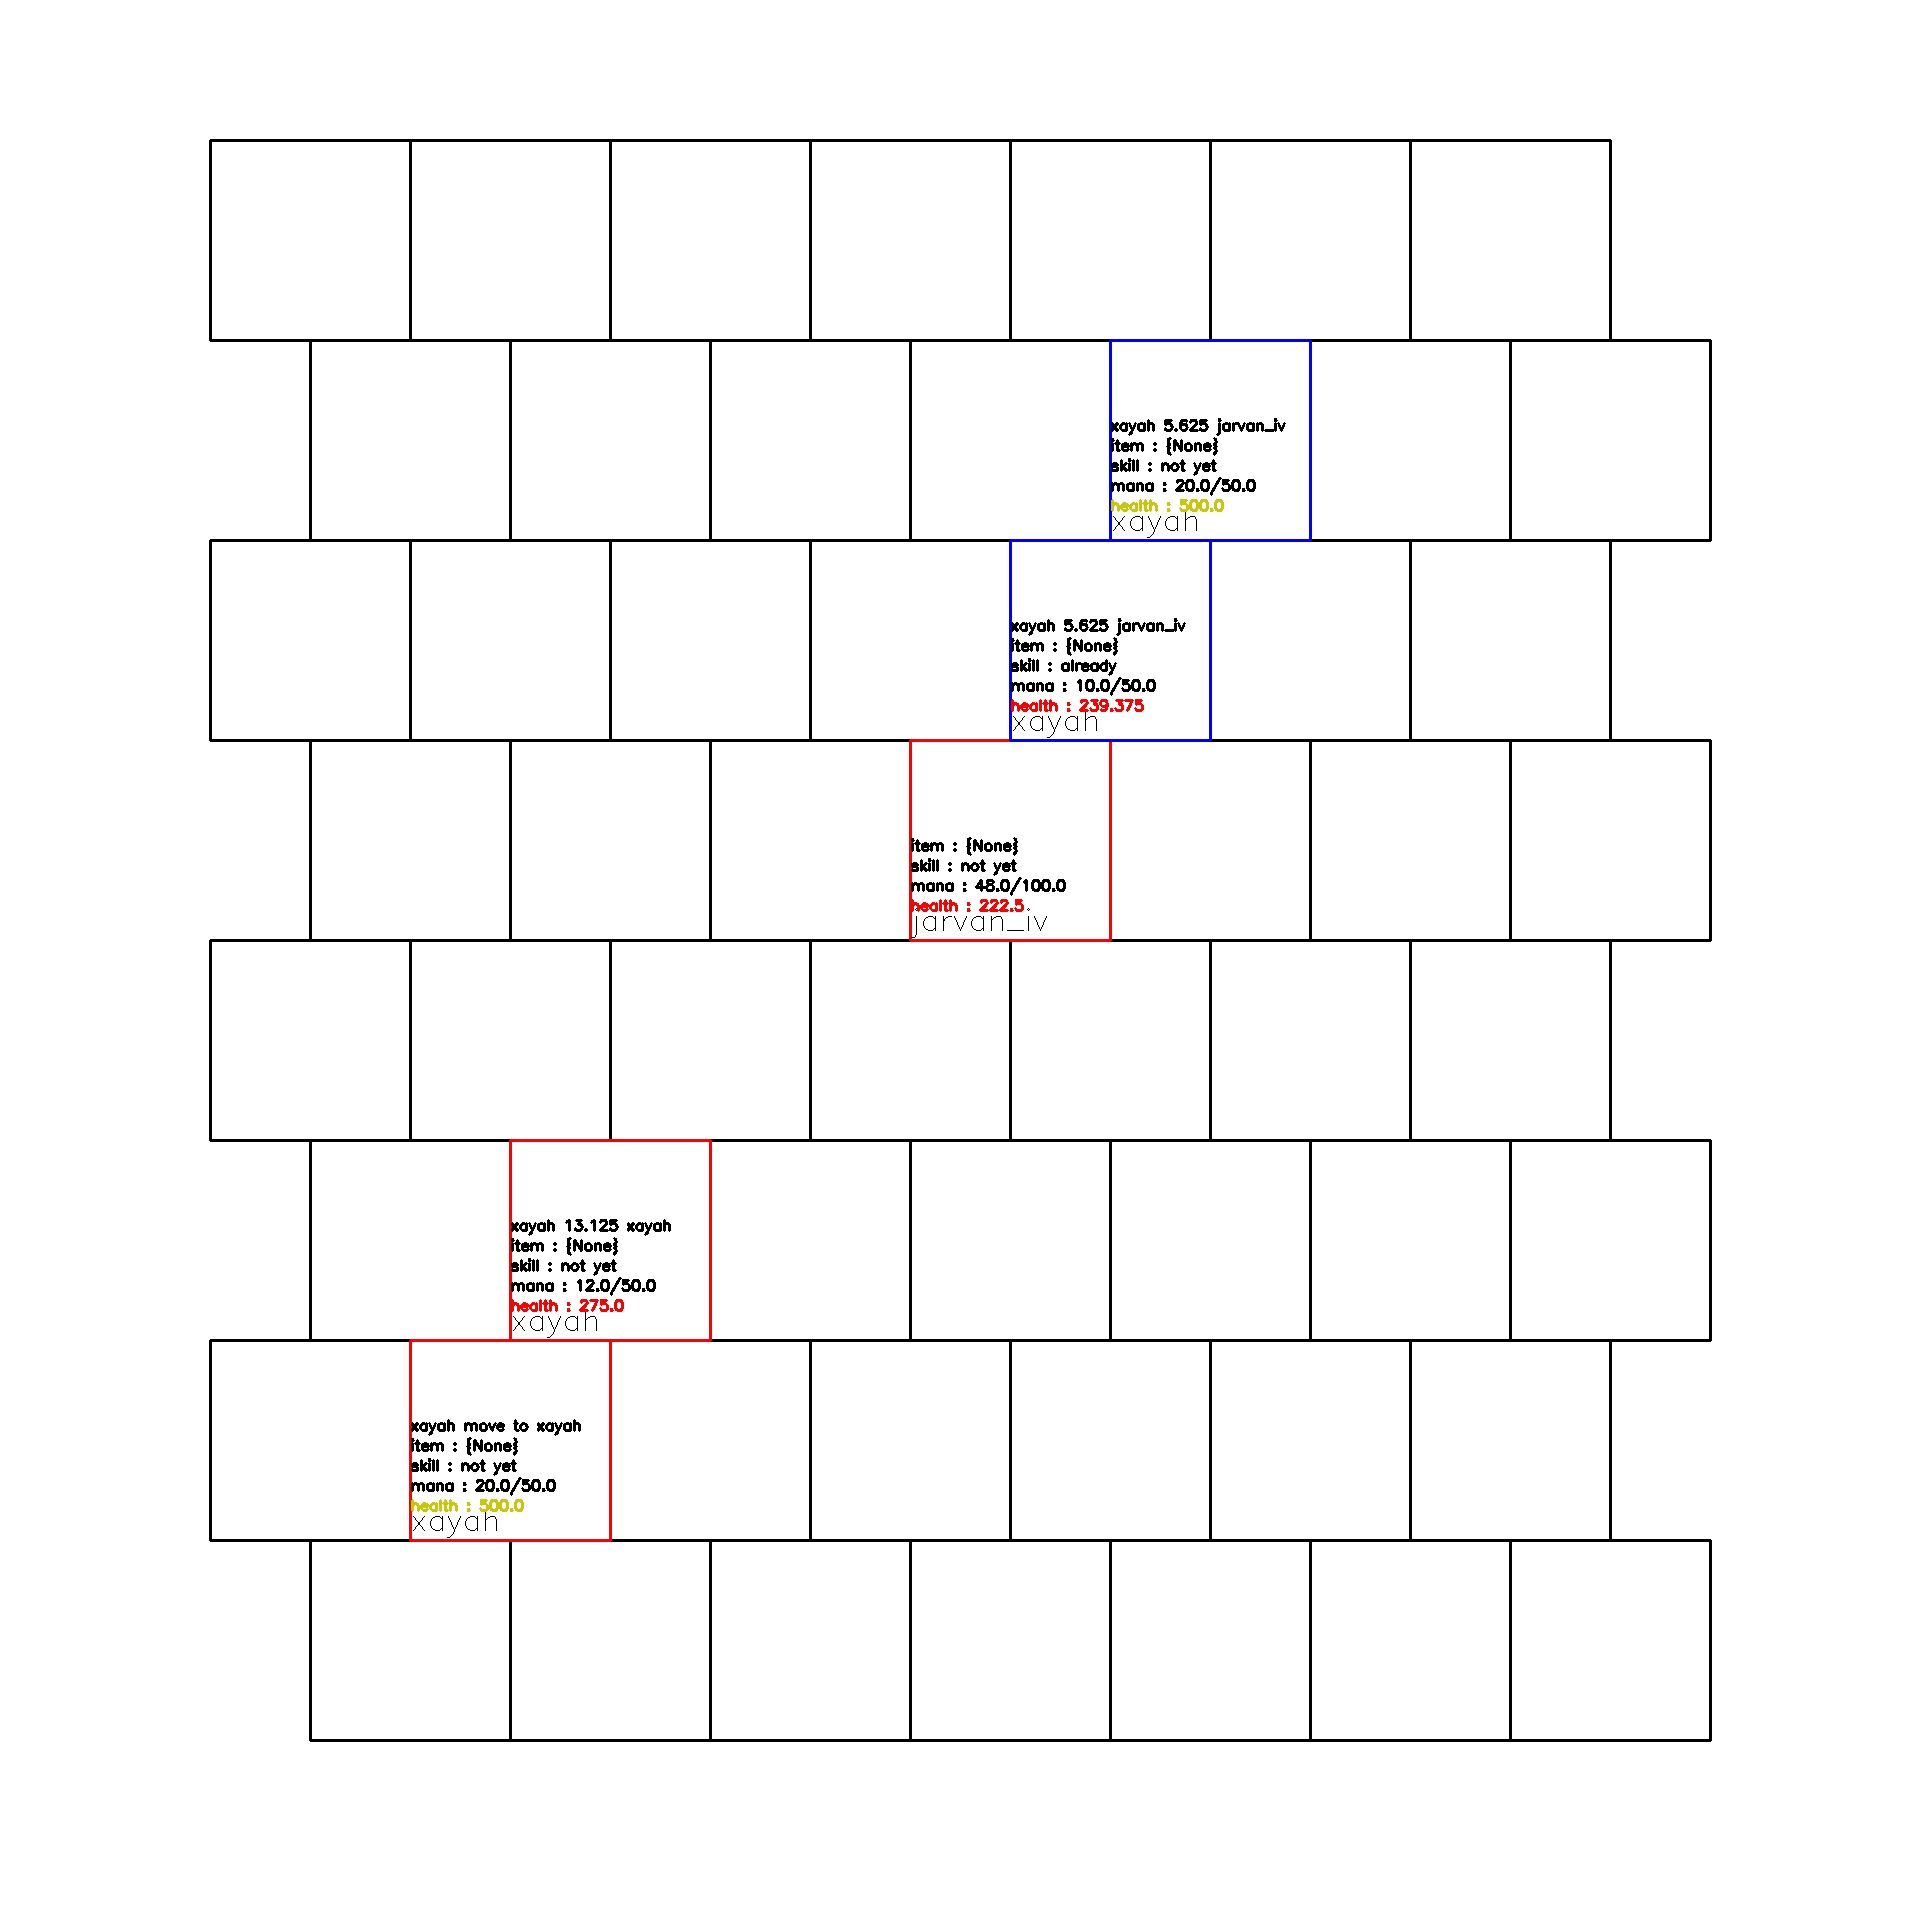 xayah 5.625 jarvan_iv
item : {None}
skill : not yet
mana : 20.0/50.0
health : 500.0
xayah
xayah 5.625 jarvan_iv
item : {None}
skill : already
mana : 10.0/50.0
health : 239.375
xayah
item : {None}
skill : not yet
mana : 48.0/100.0
health : 222.5
jarvan_iv
xayah 13.125 xayah
item : {None}
skill : not yet
mana : 12.0/50.0
health : 275.0
xayah
xayah move to xayah
item : {None}
skill : not yet
mana : 20.0/50.0
health : 500.0
xayah